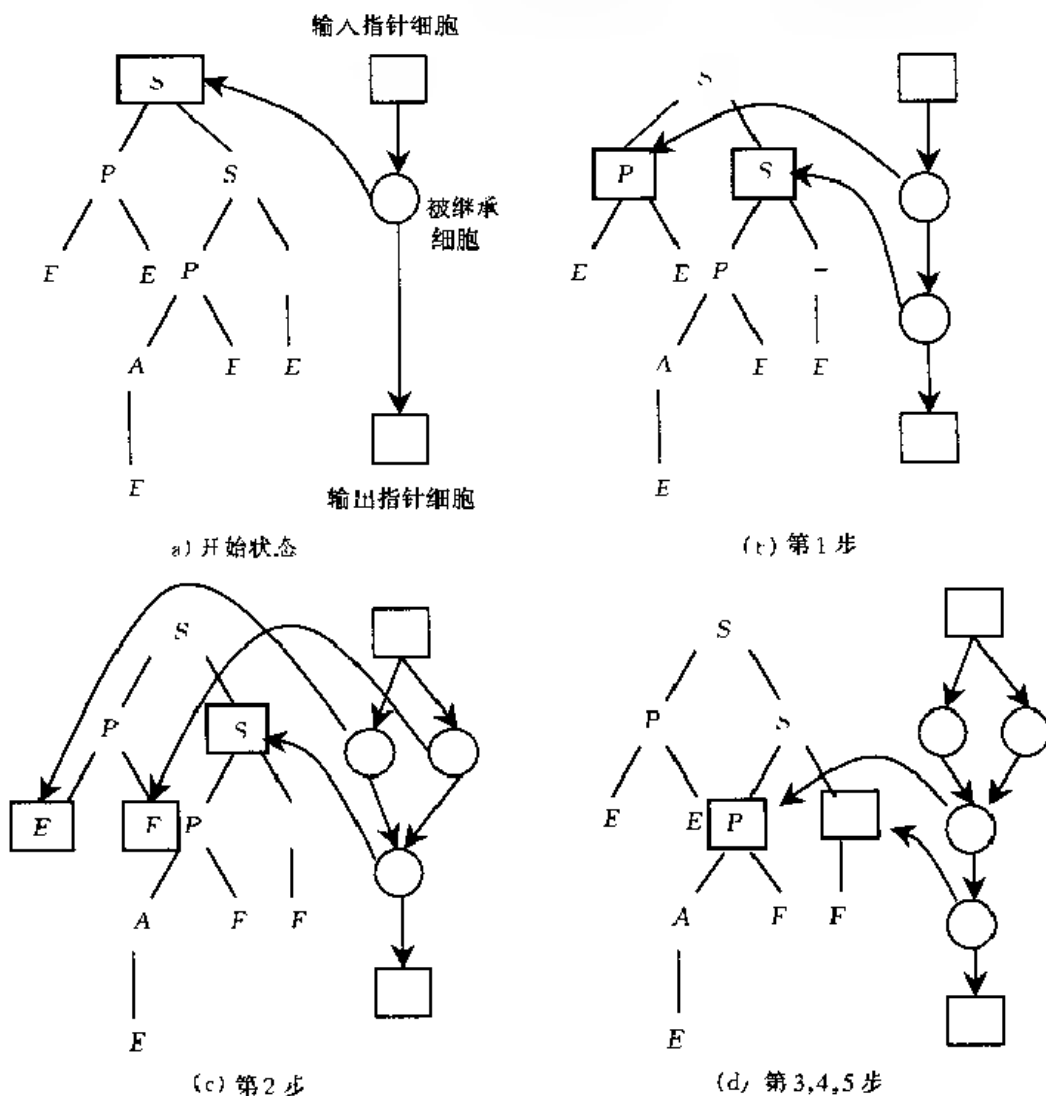 输入指针细胞
S
P S
被继承
细胞
E E P
A F E
E
输出指针细胞
a) 开始状态
S
P S
E E P −
A E E
E
(b) 第1步
S
P S
E F P
A F F
E
(c) 第2步
S
P S
E E P
A F F
E
(d) 第3,4,5步